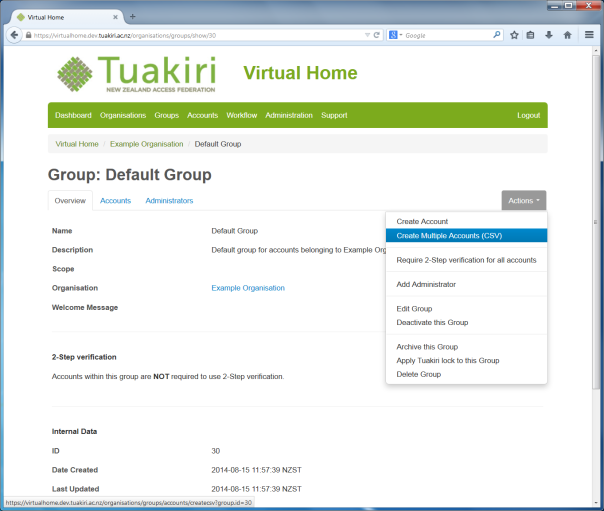 Virtual Home
https://virtualhome.dev.tuakiri.ac.nz/organisations/groups/show/30
Google
Tuakiri
NEW ZEALAND ACCESS FEDERATION
Virtual Home
Dashboard Organisations Groups Accounts Workflow Administration Support Logout
Virtual Home / Example Organisation / Default Group
Group: Default Group
Overview Accounts Administrators Actions
Create Account
Create Multiple Accounts (CSV)
Require 2-Step verification for all accounts
Add Administrator
Edit Group
Deactivate this Group
Archive this Group
Apply Tuakiri lock to this Group
Delete Group
Name Default Group
Description Default group for accounts belonging to Example Org
Scope
Organisation Example Organisation
Welcome Message
2-Step verification
Accounts within this group are NOT required to use 2-Step verification.
Internal Data
ID 30
Date Created 2014-08-15 11:57:39 NZST
Last Updated 2014-08-15 11:57:39 NZST
https://virtualhome.dev.tuakiri.ac.nz/organisations/groups/accounts/createcsv?group.id=30